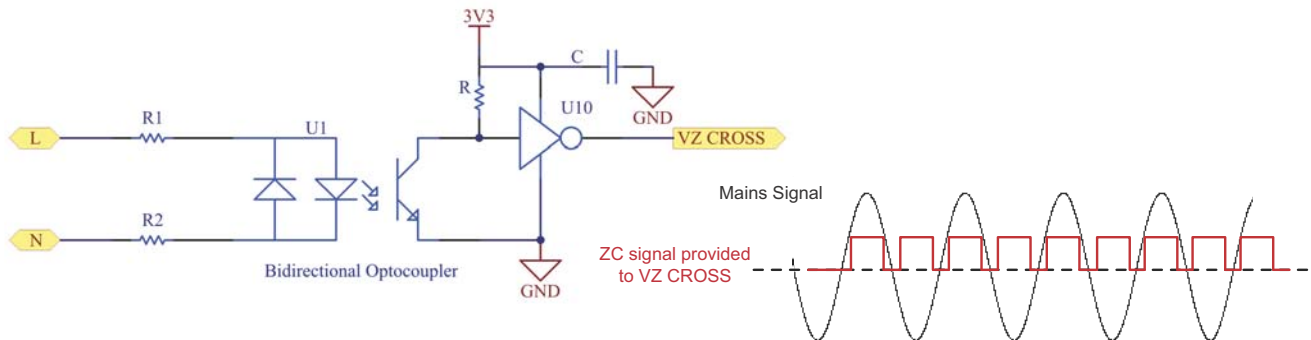 3V3
C
R
GND
U10
R1
U1
L
VZ CROSS
R2
N
Bidirectional Optocoupler
GND
Mains Signal
ZC signal provided
to VZ CROSS